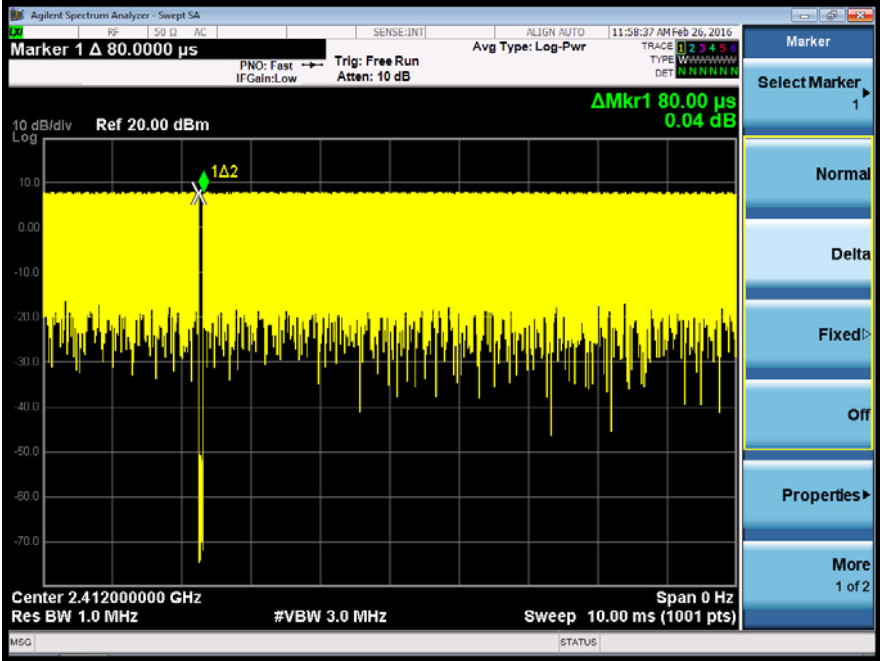 Agilent Spectrum Analyzer - Swept SA
LXI RF 50 Ω AC SENSE:INT ALIGN AUTO 11:58:37 AM Feb 26, 2016
Marker 1 Δ 80.0000 µs
PNO: Fast
IFGain:Low
Trig: Free Run
Atten: 10 dB
Avg Type: Log-Pwr
TRACE 1 2 3 4 5 6
TYPE WWWWWW
DET N N N N N N
ΔMkr1 80.00 µs
0.04 dB
10 dB/div Ref 20.00 dBm
Log
1Δ2
10.0
0.00
-10.0
-20.0
-30.0
-40.0
-50.0
-60.0
-70.0
Center 2.412000000 GHz Span 0 Hz
Res BW 1.0 MHz #VBW 3.0 MHz Sweep 10.00 ms (1001 pts)
MSG STATUS
Marker
Select Marker
1
Normal
Delta
Fixed
Off
Properties
More
1 of 2